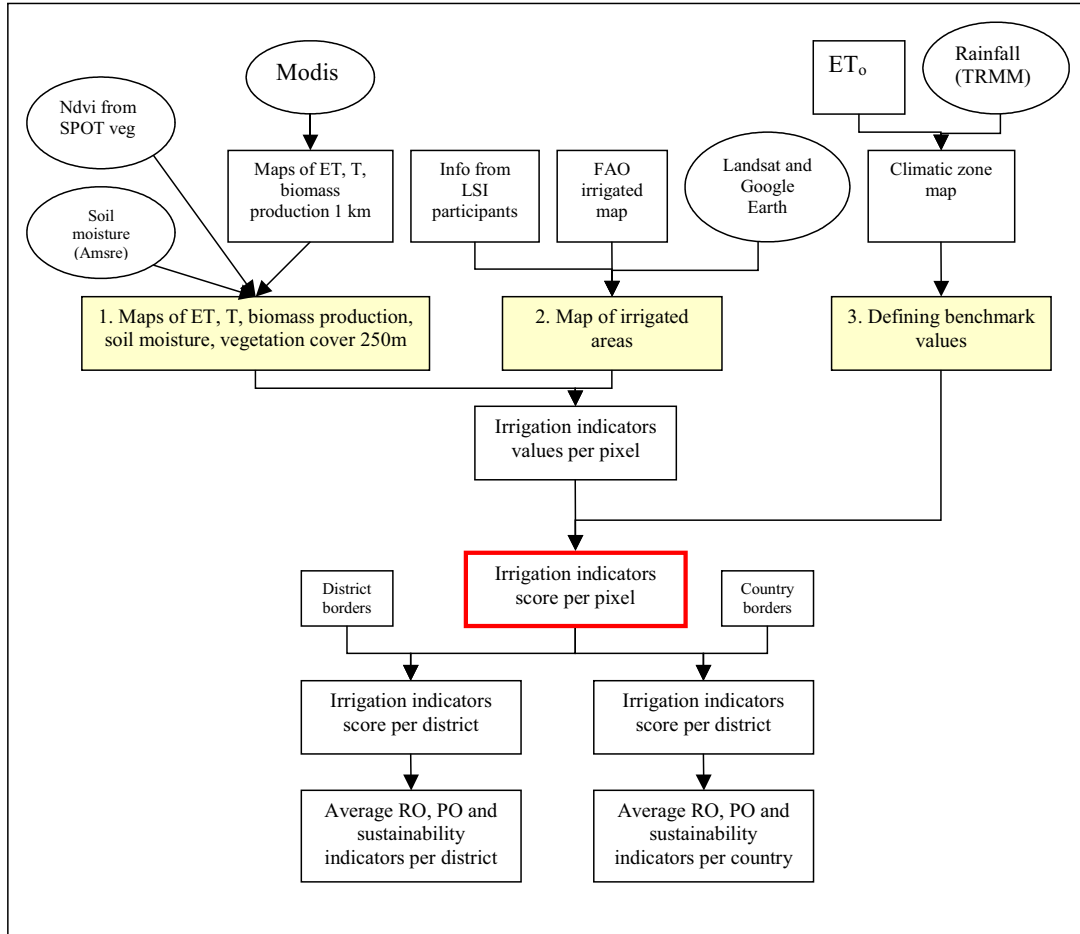 Modis
ETₒ
Rainfall
(TRMM)
Ndvi from
SPOT veg
Maps of ET, T,
biomass
production 1 km
Info from
LSI
participants
FAO
irrigated
map
Landsat and
Google
Earth
Climatic zone
map
Soil
moisture
(Amsre)
1. Maps of ET, T, biomass production,
soil moisture, vegetation cover 250m
2. Map of irrigated
areas
3. Defining benchmark
values
Irrigation indicators
values per pixel
District
borders
Irrigation indicators
score per pixel
Country
borders
Irrigation indicators
score per district
Irrigation indicators
score per district
Average RO, PO and
sustainability
indicators per district
Average RO, PO and
sustainability
indicators per country